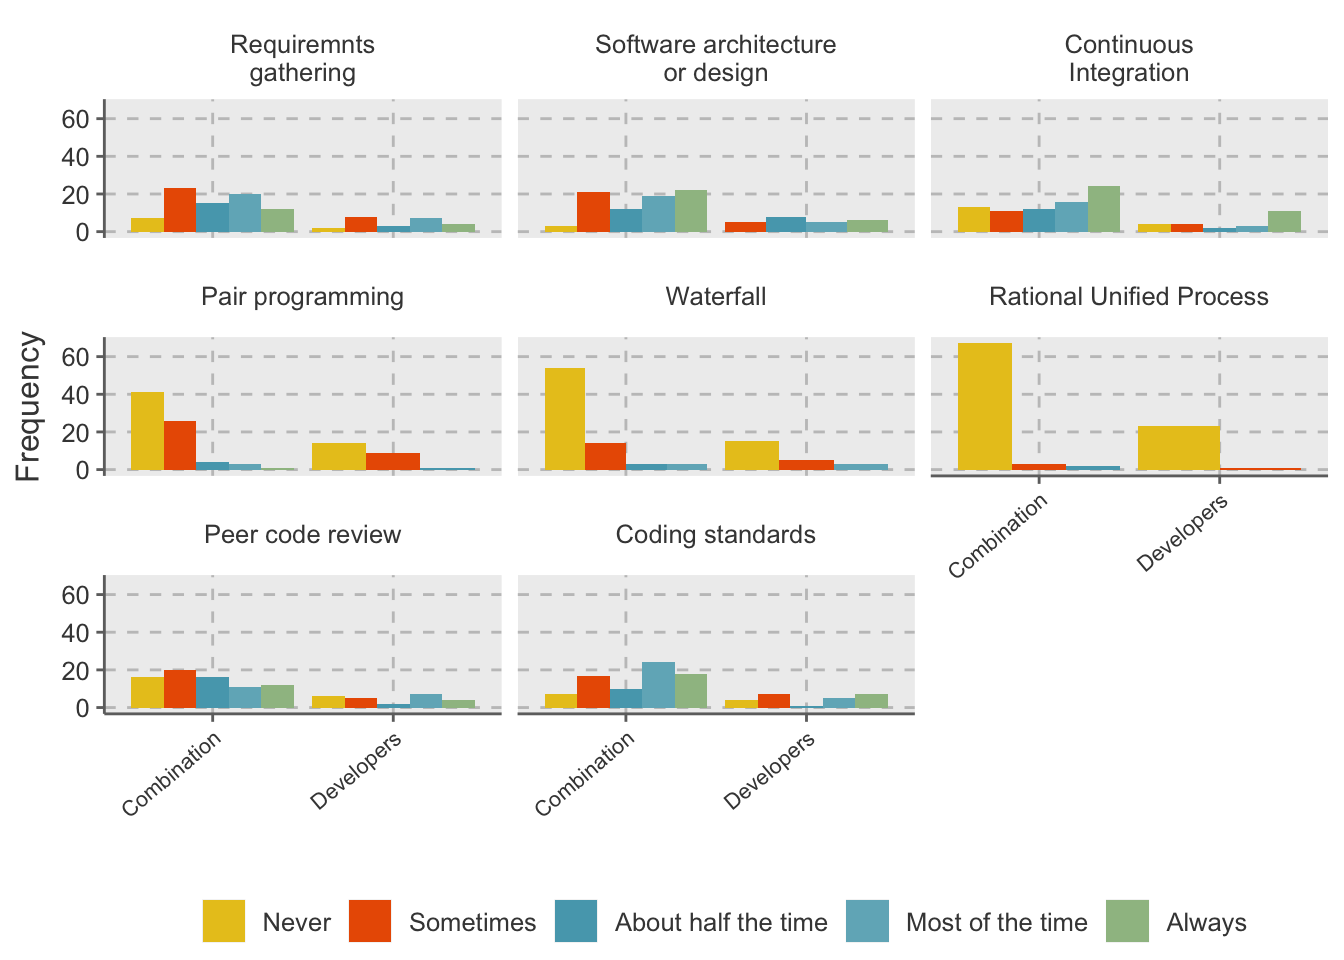 Requiremnts
gathering
Software architecture
or design
Continuous
Integration
60
40
20
0
Pair programming
Waterfall
Rational Unified Process
Frequency
60
40
20
0
Combination
Developers
Peer code review
Coding standards
60
40
20
0
Combination
Developers
Combination
Developers
Never
Sometimes
About half the time
Most of the time
Always